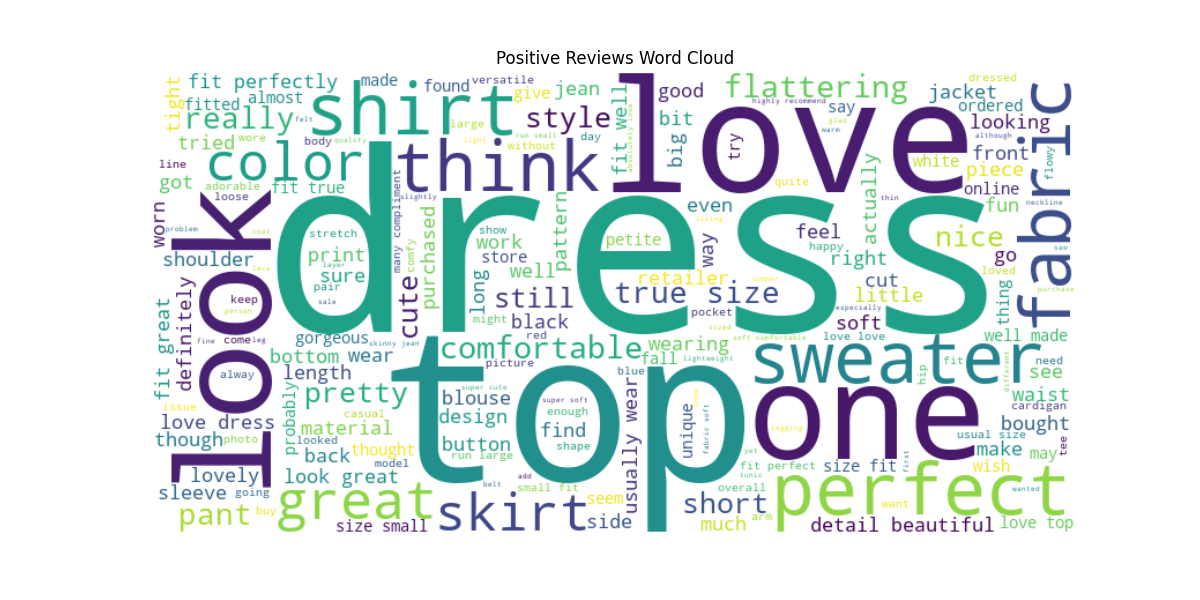 Positive Reviews Word Cloud
fit perfectly
made
found
versatile
give
jean
fit well
good
flattering
dressed
jacket
tight
fitted
almost
shirt
love
highly recommend
say
ordered
really
large
style
bit
big
try
looking
although
felt
tried
wore
body
quality
light
run small
without
day
absolutely love
glad
warm
front
flowy
fabric
line
color
think
white
piece
got
adorable
fit true
many compliment
slightly
quite
actually
online
thin
neckline
worn
loose
look
dress
pattern
even
sizing
feel
fun
problem
coat
stretch
comfy
purchased
show
work
petite
way
happy
nice
saw
shoulder
lace
print
layer
sure
store
well
long
retailer
summer
right
go
loved
pair
cute
still
true size
cut
little
thing
purchase
definitely
keep
person
sale
might
black
pocket
soft
especially
fit great
fine
come
leg
gorgeous
skinny jean
red
sized
soft comfortable
love love
well made
bottom
wear
comfortable
wearing
fall
lightweight
sweater
fit
need
alway
length
picture
blue
hip
different
see
issue
pretty
top
super cute
usually wear
one
waist
love dress
casual
blouse
super soft
unique
cardigan
though
photo
probably
material
design
enough
find
shape
fabric soft
legging
bought
looked
button
usual size
tee
back
thought
run large
yet
make
may
lovely
model
look great
fit perfect
size fit
first
wish
sleeve
going
great
belt
add
small fit
seem
overall
tunic
perfect
wanted
pant
buy
size small
skirt
side
short
much
arm
want
detail beautiful
love top